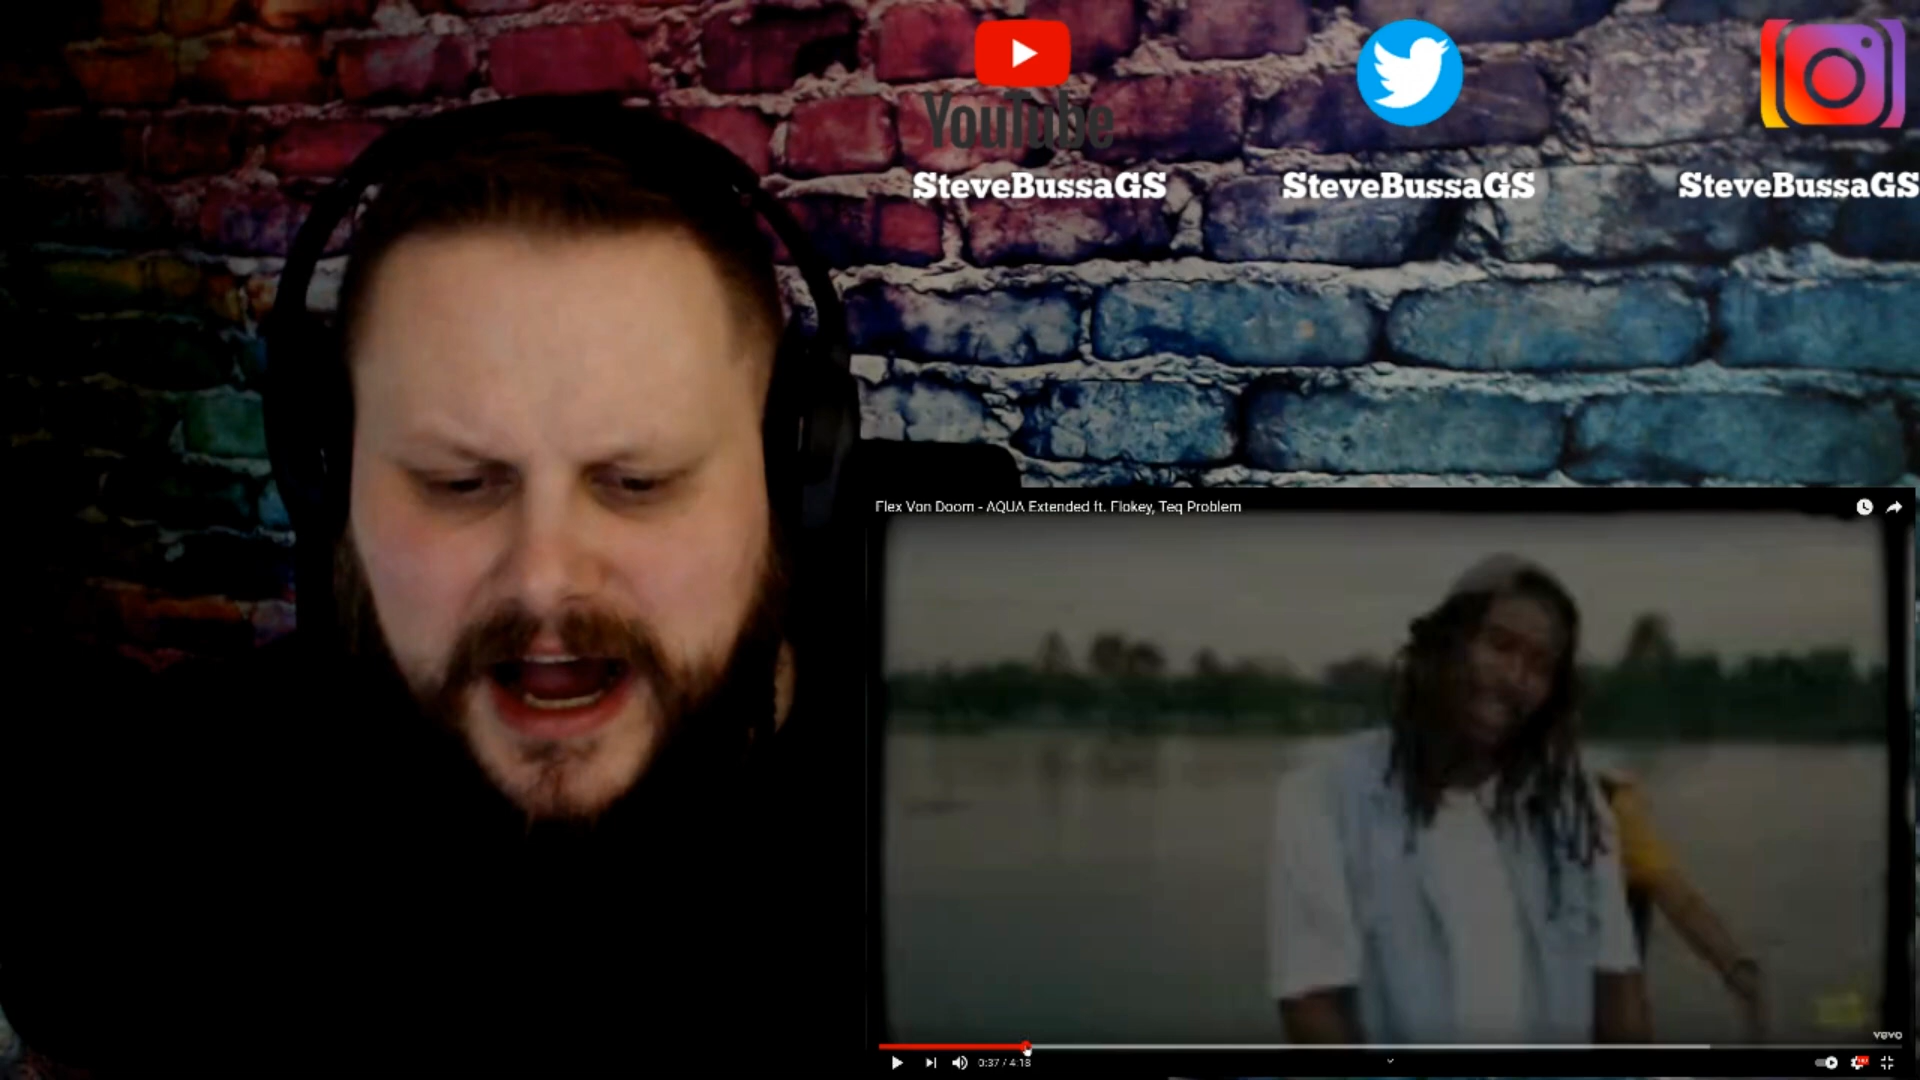 YouTube
SteveBussaGS
SteveBussaGS
SteveBussaGS
Flex Von Doom - AQUA Extended ft. Flokey, Teq Problem
vevo
0:37 / 4:18